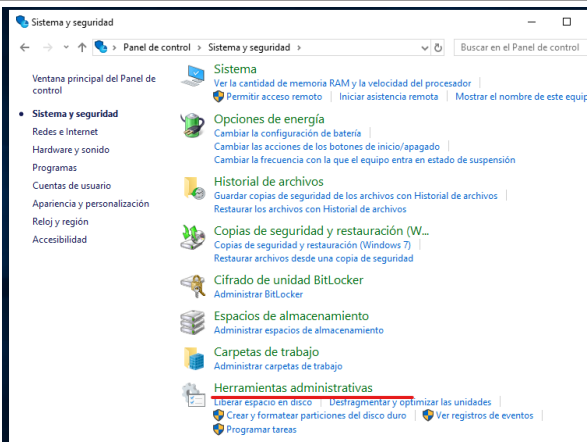 Sistema y seguridad
Panel de control > Sistema y seguridad >
Buscar en el Panel de control
Ventana principal del Panel de
control
Sistema y seguridad
Redes e Internet
Hardware y sonido
Programas
Cuentas de usuario
Apariencia y personalización
Reloj y región
Accesibilidad
Sistema
Ver la cantidad de memoria RAM y la velocidad del procesador
Permitir acceso remoto | Iniciar asistencia remota | Mostrar el nombre de este equip
Opciones de energía
Cambiar la configuración de batería
Cambiar las acciones de los botones de inicio/apagado
Cambiar la frecuencia con la que el equipo entra en estado de suspensión
Historial de archivos
Guardar copias de seguridad de los archivos con Historial de archivos
Restaurar los archivos con Historial de archivos
Copias de seguridad y restauración (W...
Copias de seguridad y restauración (Windows 7)
Restaurar archivos desde una copia de seguridad
Cifrado de unidad BitLocker
Administrar BitLocker
Espacios de almacenamiento
Administrar espacios de almacenamiento
Carpetas de trabajo
Administrar carpetas de trabajo
Herramientas administrativas
Liberar espacio en disco | Desfragmentar y optimizar las unidades
Crear y formatear particiones del disco duro | Ver registros de eventos
Programar tareas